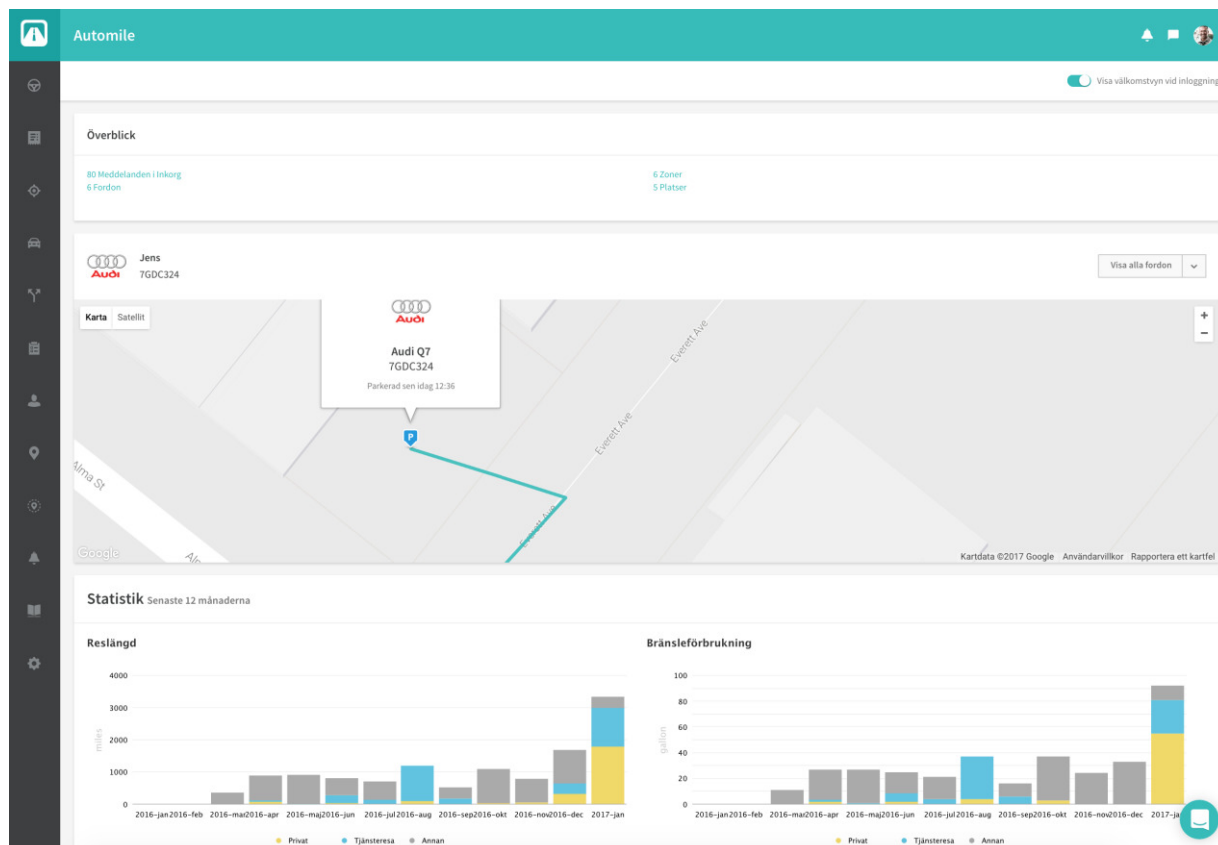 Automile
Visa välkomstvyn vid inloggning
Överblick
80 Meddelanden i Inkorg
6 Fordon
6 Zoner
5 Platser
Audi
Jens
7GDC324
Visa alla fordon
Karta Satellit
Audi
Audi Q7
7GDC324
Parkerad sen idag 12:36
P
+
−
Everett Ave
Everett Ave
Everett Ave
Alma St
Google
Kartdata ©2017 Google Användarvillkor Rapportera ett kartfel
Statistik Senaste 12 månaderna
Reslängd
4000
3000
2000
1000
0
miles
2016-jan 2016-feb 2016-mar 2016-apr 2016-maj 2016-jun 2016-jul 2016-aug 2016-sep 2016-okt 2016-nov 2016-dec 2017-jan
Privat Tjänsteresa Annan
Bränsleförbrukning
100
80
60
40
20
0
gallon
2016-jan 2016-feb 2016-mar 2016-apr 2016-maj 2016-jun 2016-jul 2016-aug 2016-sep 2016-okt 2016-nov 2016-dec 2017-ja
Privat Tjänsteresa Annan